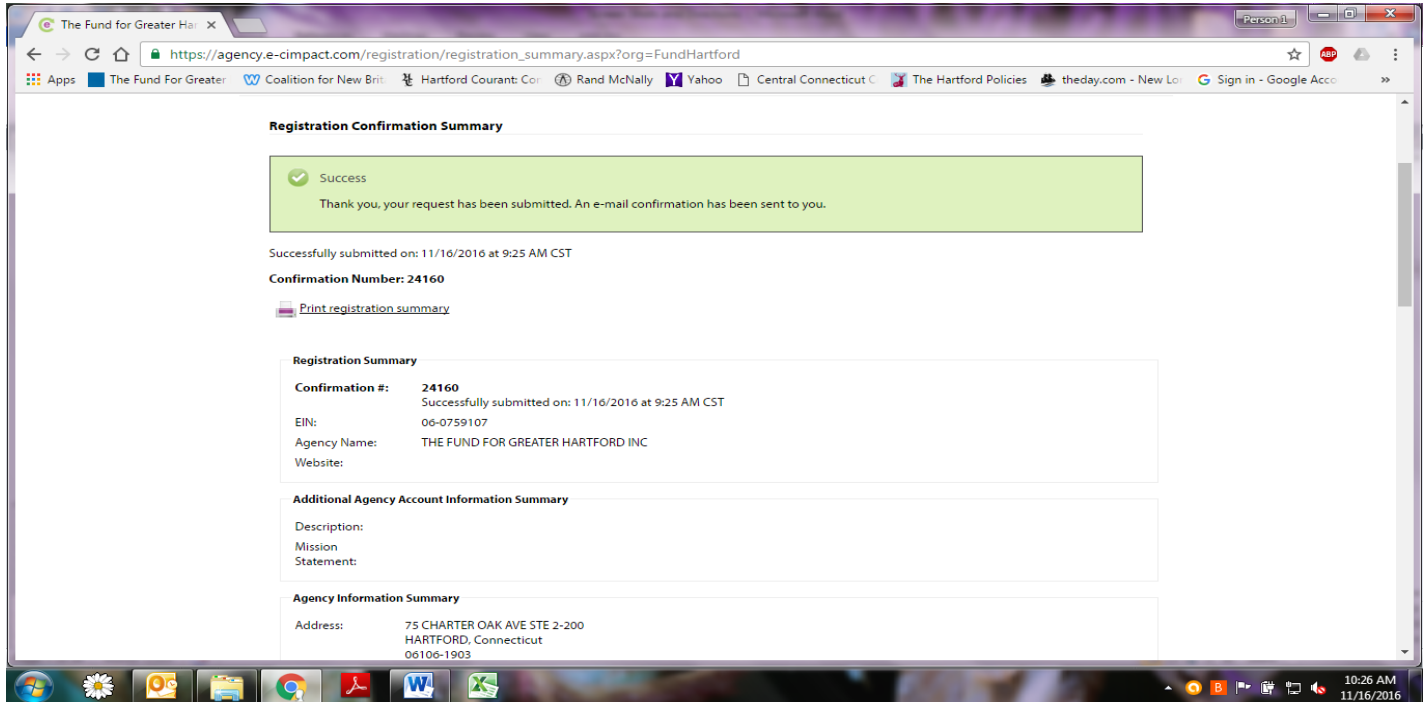 The Fund for Greater Har
Person 1
https://agency.e-cimpact.com/registration/registration_summary.aspx?org=FundHartford
ABP
Apps The Fund For Greater Coalition for New Brit Hartford Courant: Con Rand McNally Yahoo Central Connecticut C The Hartford Policies theday.com - New Lor Sign in - Google Acco »
Registration Confirmation Summary
Success
Thank you, your request has been submitted. An e-mail confirmation has been sent to you.
Successfully submitted on: 11/16/2016 at 9:25 AM CST
Confirmation Number: 24160
Print registration summary
Registration Summary
Confirmation #: 24160
Successfully submitted on: 11/16/2016 at 9:25 AM CST
EIN: 06-0759107
Agency Name: THE FUND FOR GREATER HARTFORD INC
Website:
Additional Agency Account Information Summary
Description:
Mission
Statement:
Agency Information Summary
Address: 75 CHARTER OAK AVE STE 2-200
HARTFORD, Connecticut
06106-1903
10:26 AM
11/16/2016